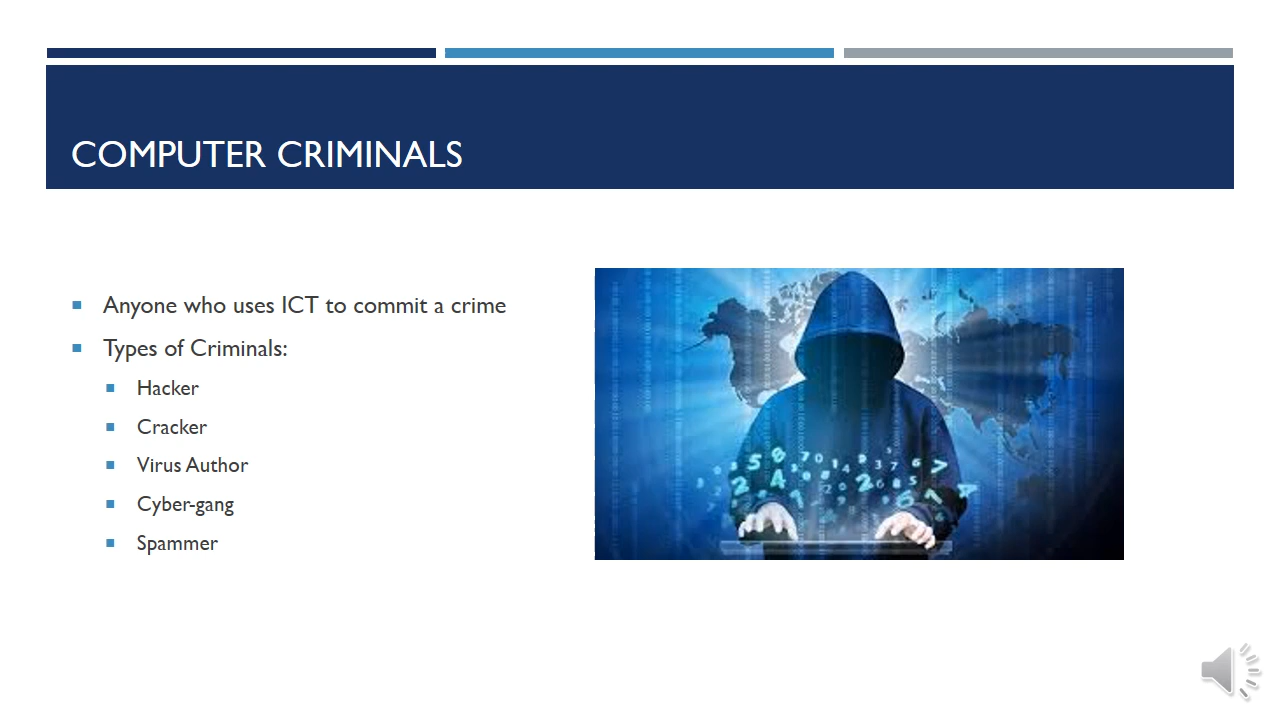 COMPUTER CRIMINALS
Anyone who uses ICT to commit a crime
Types of Criminals:
Hacker
Cracker
Virus Author
Cyber-gang
Spammer